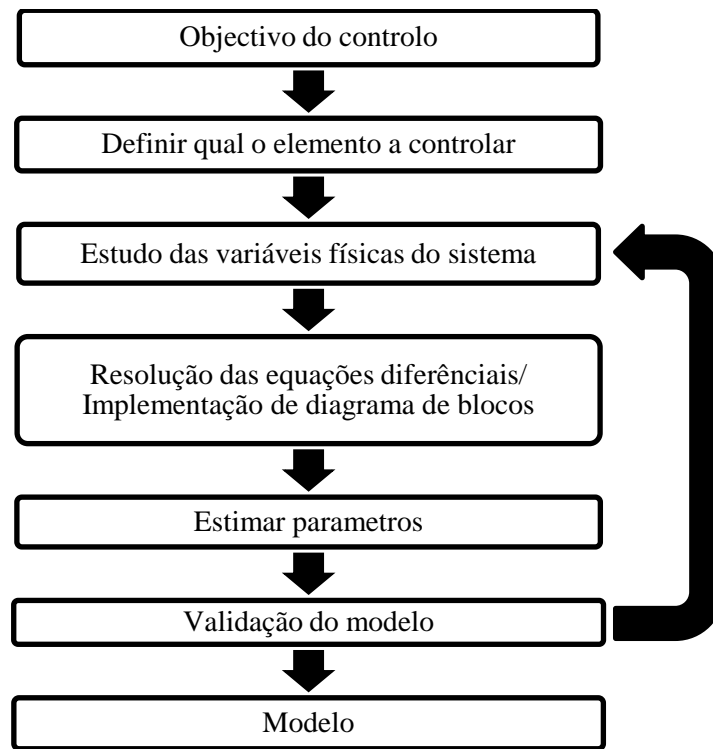 Objectivo do controlo
Definir qual o elemento a controlar
Estudo das variáveis físicas do sistema
Resolução das equações diferênciais/
Implementação de diagrama de blocos
Estimar parametros
Validação do modelo
Modelo